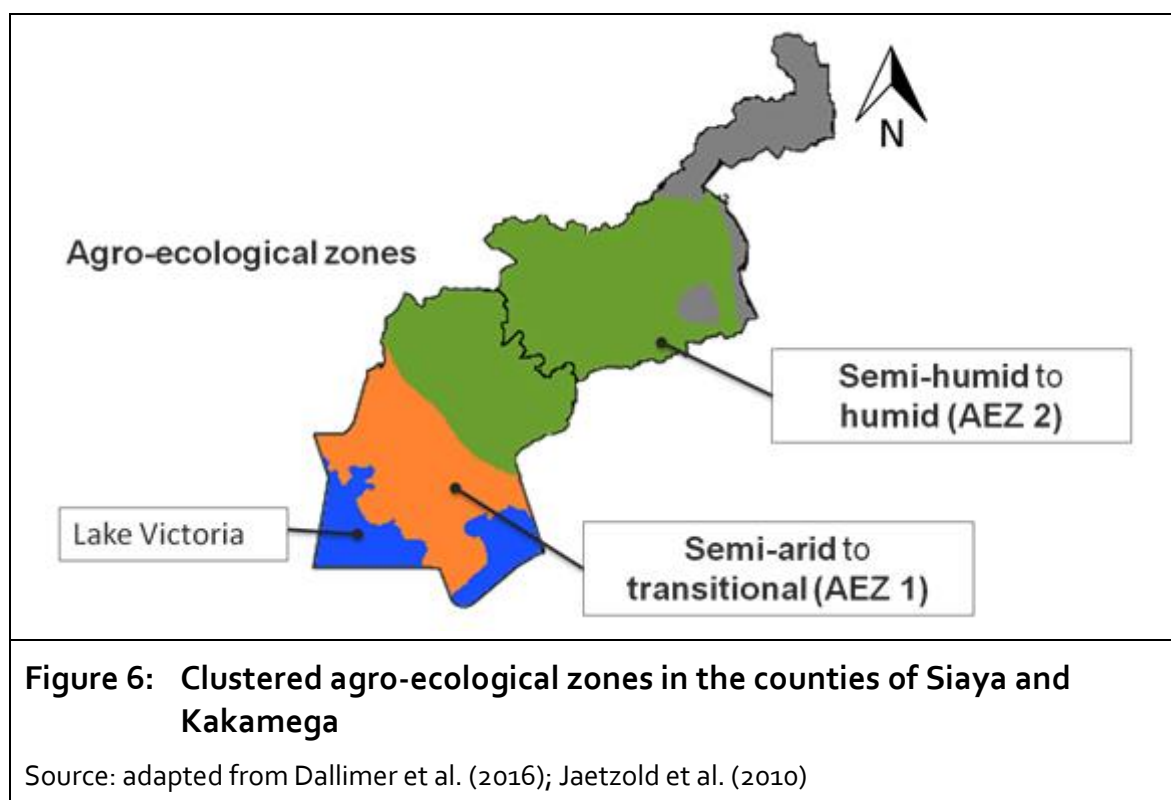 N
Agro-ecological zones
Semi-humid to
humid (AEZ 2)
Lake Victoria
Semi-arid to
transitional (AEZ 1)
Figure 6: Clustered agro-ecological zones in the counties of Siaya and
Kakamega
Source: adapted from Dallimer et al. (2016); Jaetzold et al. (2010)